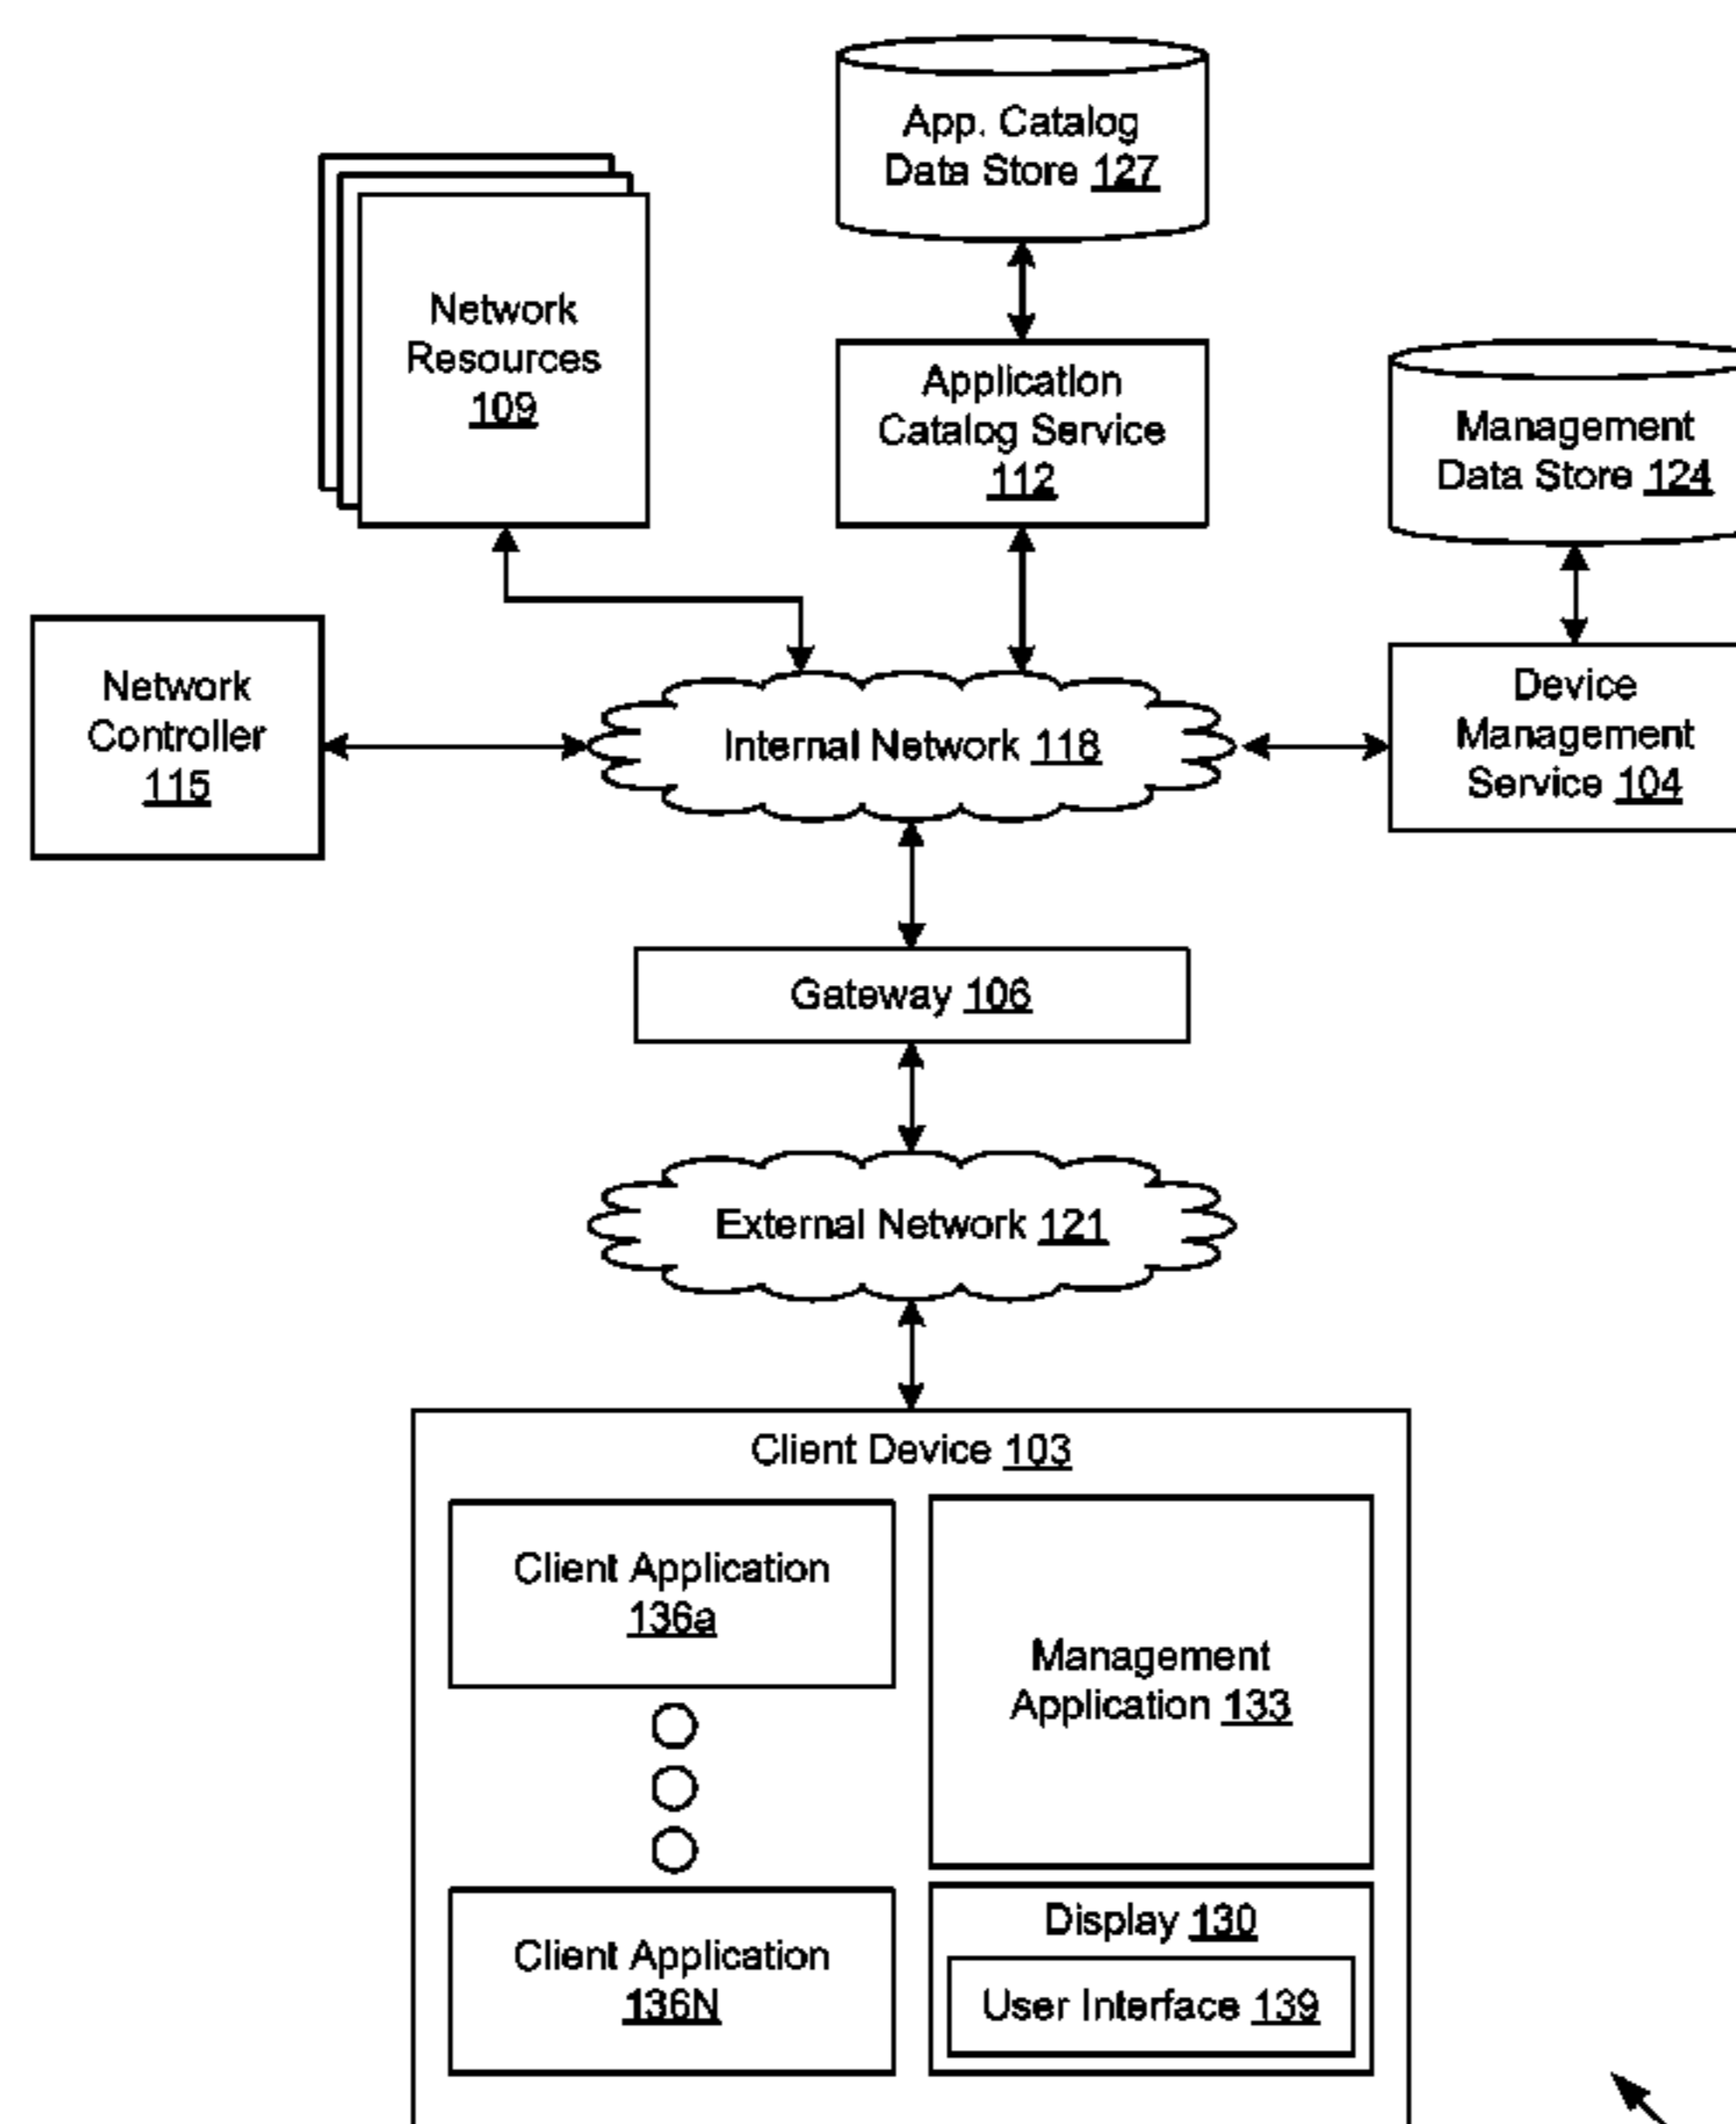 App. Catalog
Data Store 127
Network
Resources
109
Application
Catalog Service
112
Management
Data Store 124
Network
Controller
115
Internal Network 118
Device
Management
Service 104
Gateway 106
External Network 121
Client Device 103
Client Application
136a
Management
Application 133
Client Application
136N
Display 130
User Interface 139